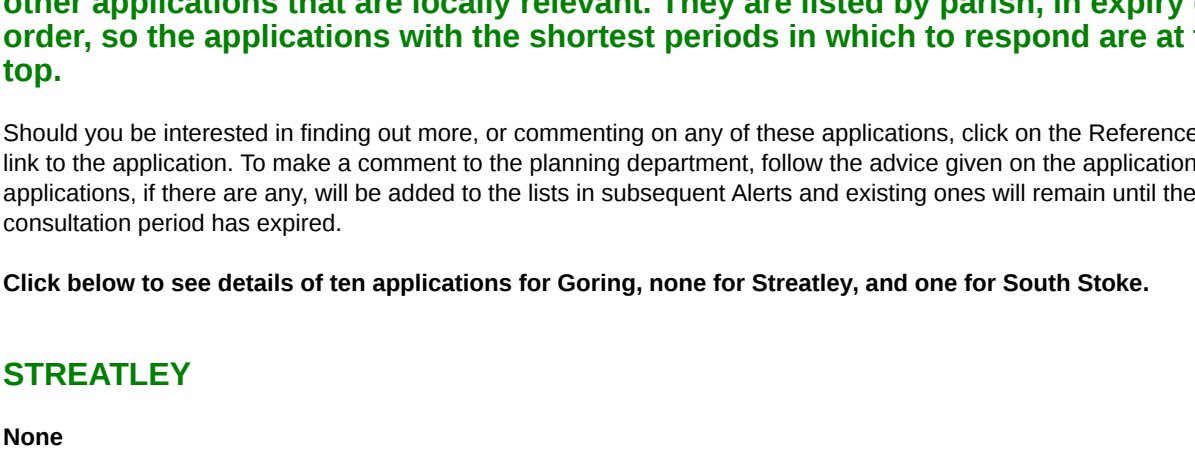 other applications that are locally relevant. They are listed by parish, in expiry
order, so the applications with the shortest periods in which to respond are at
top.
Should you be interested in finding out more, or commenting on any of these applications, click on the Reference
link to the application. To make a comment to the planning department, follow the advice given on the application
applications, if there are any, will be added to the lists in subsequent Alerts and existing ones will remain until the
consultation period has expired.
Click below to see details of ten applications for Goring, none for Streatley, and one for South Stoke.
STREATLEY
None